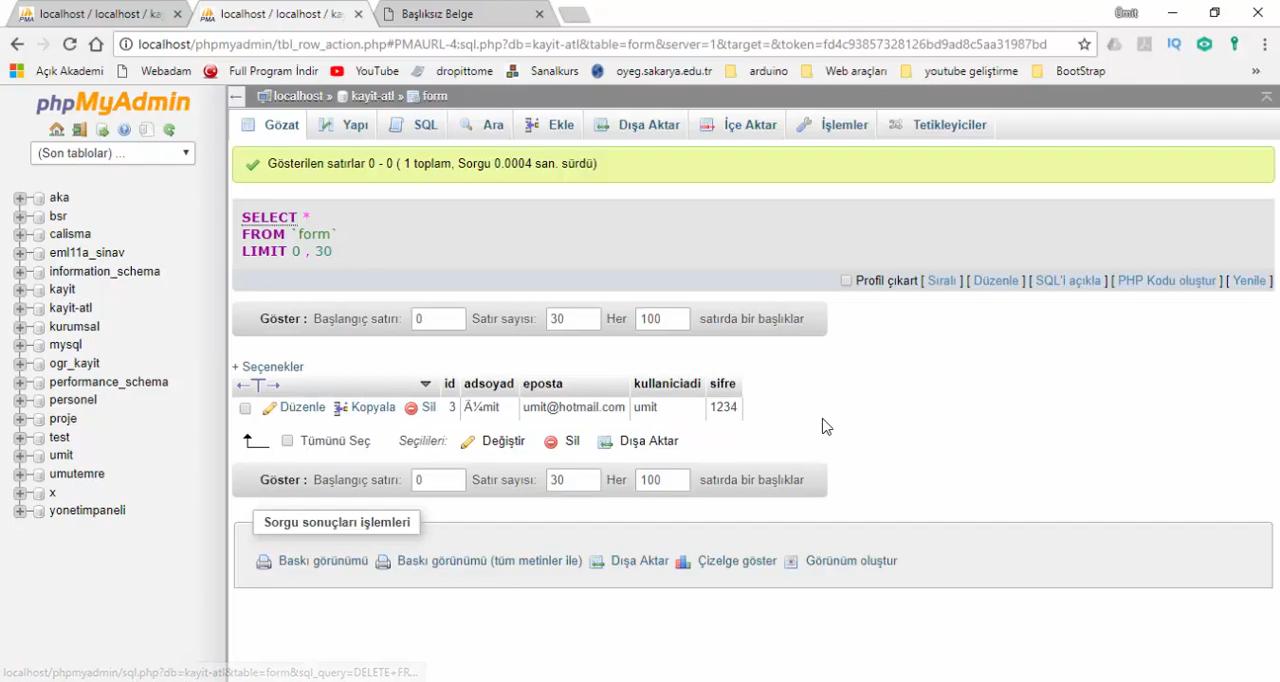 localhost / localhost / kay
localhost / localhost / kay
Başlıksız Belge
Ümit
localhost/phpmyadmin/tbl_row_action.php#PMAURL-4:sql.php?db=kayit-atl&table=form&server=1&target=&token=fd4c93857328126bd9ad8c5aa31987bd
Açık Akademi Webadam Full Program İndir YouTube dropittome Sanalkurs oyeg.sakarya.edu.tr arduino Web araçları youtube geliştirme BootStrap »
phpMyAdmin
(Son tablolar) ...
aka
bsr
calisma
eml11a_sinav
information_schema
kayit
kayit-atl
kurumsal
mysql
ogr_kayit
performance_schema
personel
proje
test
umit
umutemre
x
yonetimpaneli
localhost » kayit-atl » form
Gözat Yapı SQL Ara Ekle Dışa Aktar İçe Aktar İşlemler Tetikleyiciler
Gösterilen satırlar 0 - 0 ( 1 toplam, Sorgu 0.0004 san. sürdü)
SELECT *
FROM `form`
LIMIT 0 , 30
Profil çıkart [ Sıralı ] [ Düzenle ] [ SQL'i açıkla ] [ PHP Kodu oluştur ] [ Yenile ]
Göster : Başlangıç satırı: 0 Satır sayısı: 30 Her 100 satırda bir başlıklar
+ Seçenekler
←T→ id adsoyad eposta kullaniciadi sifre
Düzenle Kopyala Sil 3 Ã¼mit umit@hotmail.com umit 1234
Tümünü Seç Seçilileri: Değiştir Sil Dışa Aktar
Göster : Başlangıç satırı: 0 Satır sayısı: 30 Her 100 satırda bir başlıklar
Sorgu sonuçları işlemleri
Baskı görünümü Baskı görünümü (tüm metinler ile) Dışa Aktar Çizelge göster Görünüm oluştur
localhost/phpmyadmin/sql.php?db=kayit-atl&table=form&sql_query=DELETE+FR...